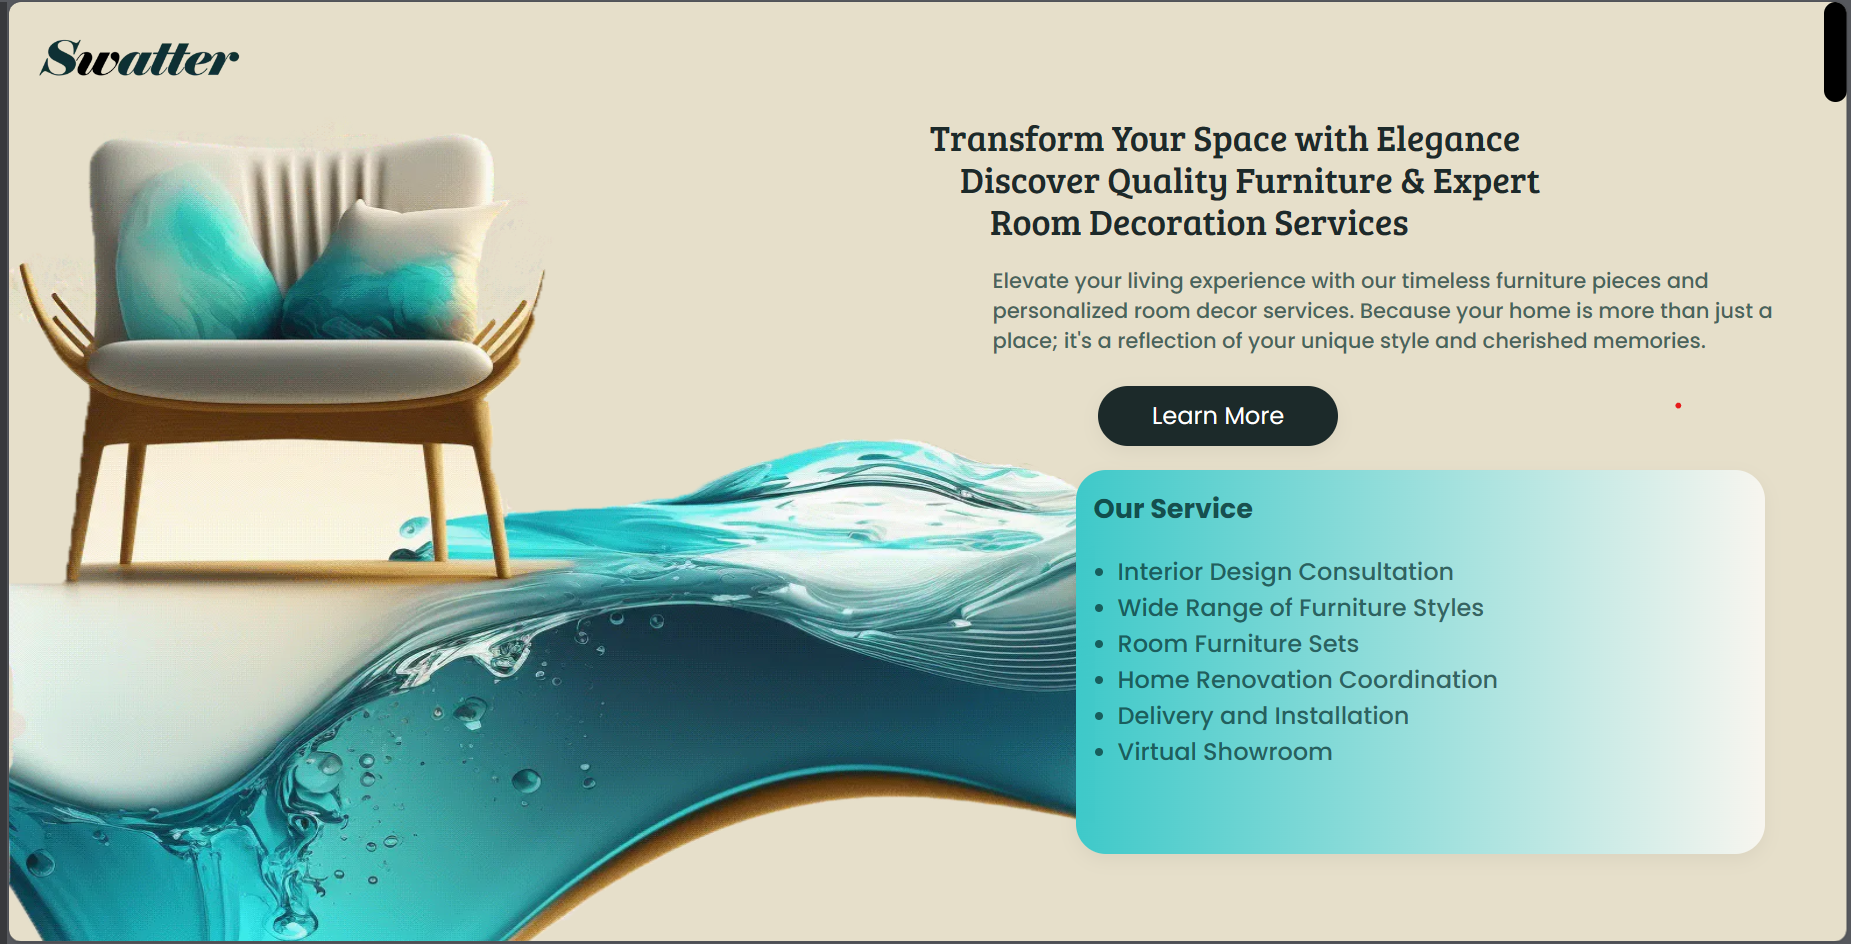 Swatter
Transform Your Space with Elegance
Discover Quality Furniture & Expert
Room Decoration Services
Elevate your living experience with our timeless furniture pieces and
personalized room decor services. Because your home is more than just a
place; it's a reflection of your unique style and cherished memories.
Learn More
Our Service
• Interior Design Consultation
• Wide Range of Furniture Styles
• Room Furniture Sets
• Home Renovation Coordination
• Delivery and Installation
• Virtual Showroom